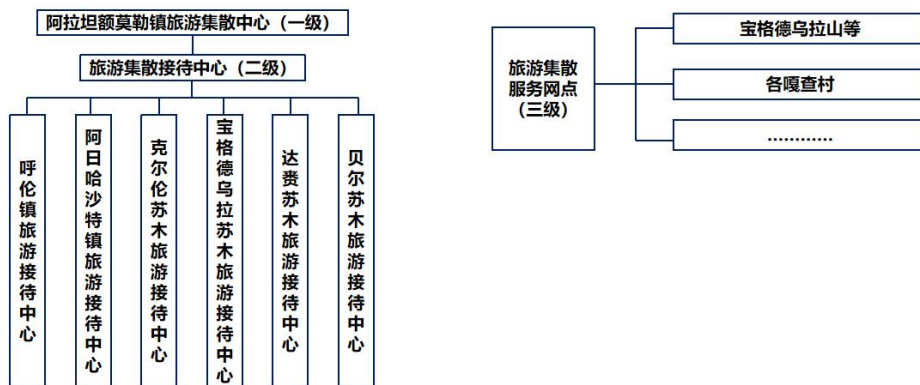 阿拉坦额莫勒镇旅游集散中心（一级）
旅游集散接待中心（二级）
呼伦镇旅游接待中心
阿日哈沙特镇旅游接待中心
克尔伦苏木旅游接待中心
宝格德乌拉苏木旅游接待中心
达赉苏木旅游接待中心
贝尔苏木旅游接待中心
旅游集散
服务网点
（三级）
宝格德乌拉山等
各嘎查村
............